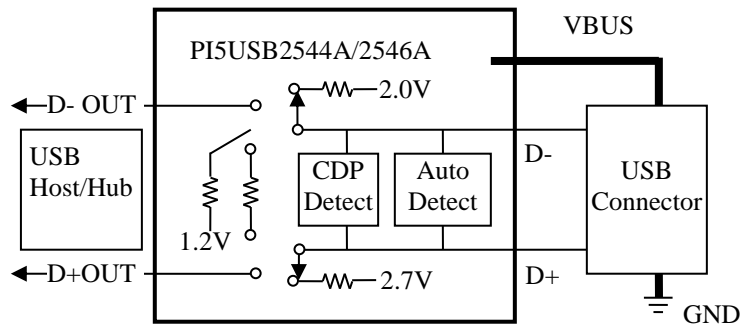 VBUS
PI5USB2544A/2546A
2.0V
D- OUT
USB
Host/Hub
CDP
Detect
Auto
Detect
D-
USB
Connector
1.2V
D+OUT
2.7V
D+
GND